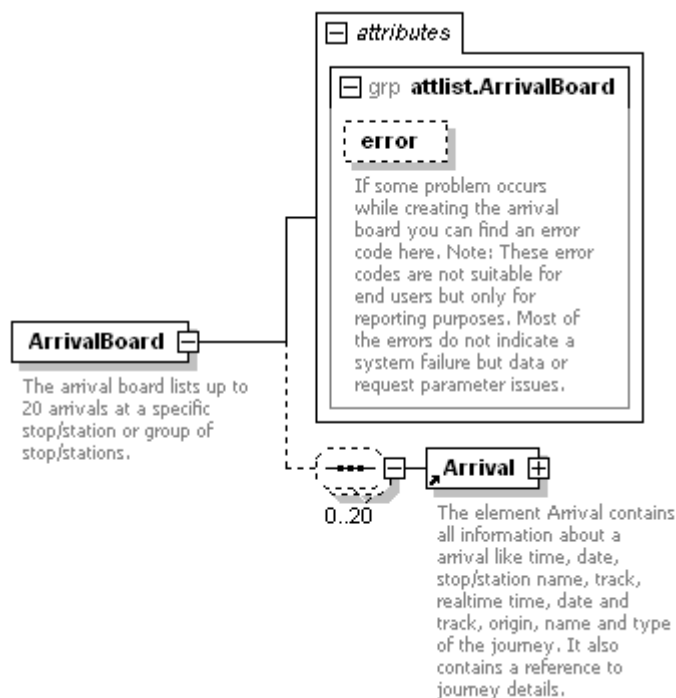 attributes
grp attlist.ArrivalBoard
error
If some problem occurs
while creating the arrival
board you can find an error
code here. Note: These error
codes are not suitable for
end users but only for
reporting purposes. Most of
the errors do not indicate a
system failure but data or
request parameter issues.
ArrivalBoard
The arrival board lists up to
20 arrivals at a specific
stop/station or group of
stop/stations.
0..20
Arrival
The element Arrival contains
all information about a
arrival like time, date,
stop/station name, track,
realtime time, date and
track, origin, name and type
of the journey. It also
contains a reference to
journey details.